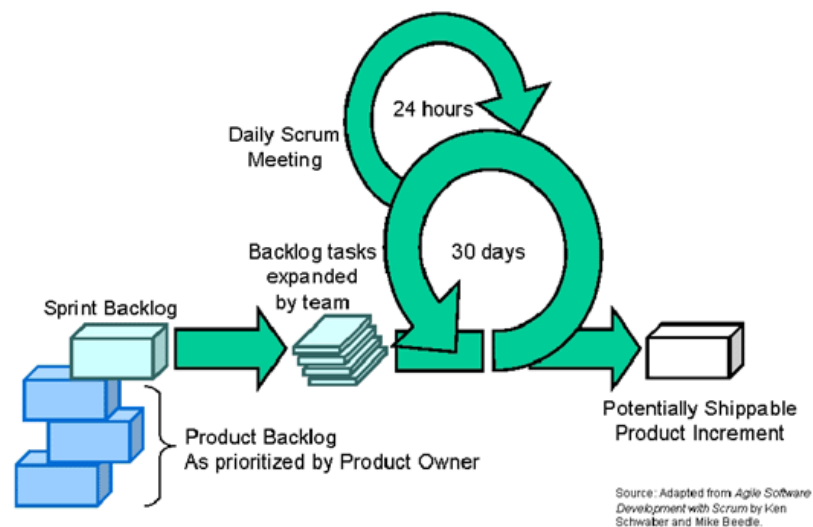 24 hours
Daily Scrum
Meeting
Backlog tasks
expanded
by team
30 days
Sprint Backlog
Potentially Shippable
Product Increment
Product Backlog
As prioritized by Product Owner
Source: Adapted from Agile Software
Development with Scrum by Ken
Schwaber and Mike Beedle.